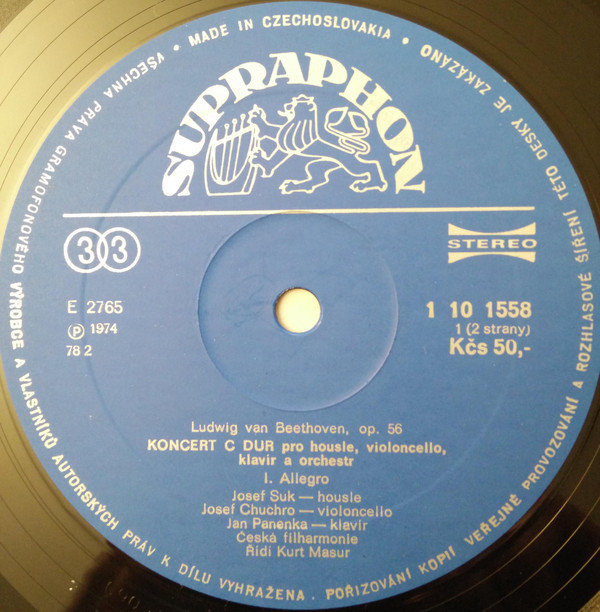 • MADE IN CZECHOSLOVAKIA •
VŠECHNA PRÁVA GRAMOFONOVÉHO VÝROBCE A VLASTNÍKŮ AUTORSKÝCH PRÁV K DÍLU VYHRAŽENA. POŘIZOVÁNÍ KOPIÍ VEŘEJNÉ PROVOZOVÁNÍ A ROZHLASOVÉ ŠÍŘENÍ TÉTO DESKY JE ZAKÁZÁNO
SUPRAPHON
33
STEREO
E 2765
Ⓟ 1974
78 2
1 10 1558
1 (2 strany)
Kčs 50,-
Ludwig van Beethoven, op. 56
KONCERT C DUR pro housle, violoncello,
klavír a orchestr
I. Allegro
Josef Suk — housle
Josef Chuchro — violoncello
Jan Panenka — klavír
Česká filharmonie
Řídí Kurt Masur